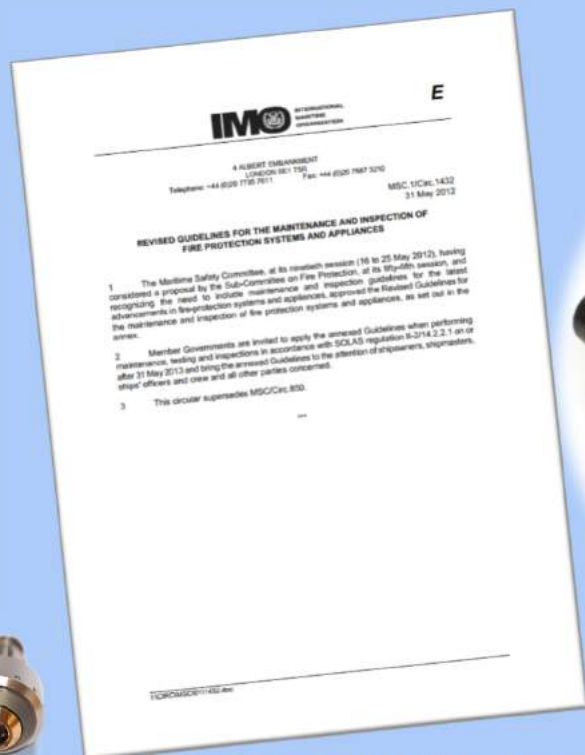 E
IMO INTERNATIONAL
MARITIME
ORGANIZATION
4 ALBERT EMBANKMENT
LONDON SE1 7SR
Telephone: +44 (0)20 7735 7611 Fax: +44 (0)20 7587 3210
MSC.1/Circ.1432
31 May 2012
REVISED GUIDELINES FOR THE MAINTENANCE AND INSPECTION OF
FIRE PROTECTION SYSTEMS AND APPLIANCES
1 The Maritime Safety Committee, at its ninetieth session (16 to 25 May 2012), having
considered a proposal by the Sub-Committee on Fire Protection, at its fifty-fifth session, and
recognizing the need to include maintenance and inspection guidelines for the latest
advancements in fire-protection systems and appliances, approved the Revised Guidelines for
the maintenance and inspection of fire protection systems and appliances, as set out in the
annex.
2 Member Governments are invited to apply the annexed Guidelines when performing
maintenance, testing and inspections in accordance with SOLAS regulation II-2/14.2.2.1 on or
after 31 May 2013 and bring the annexed Guidelines to the attention of shipowners, shipmasters,
ships' officers and crew and all other parties concerned.
3 This circular supersedes MSC/Circ.850.
***